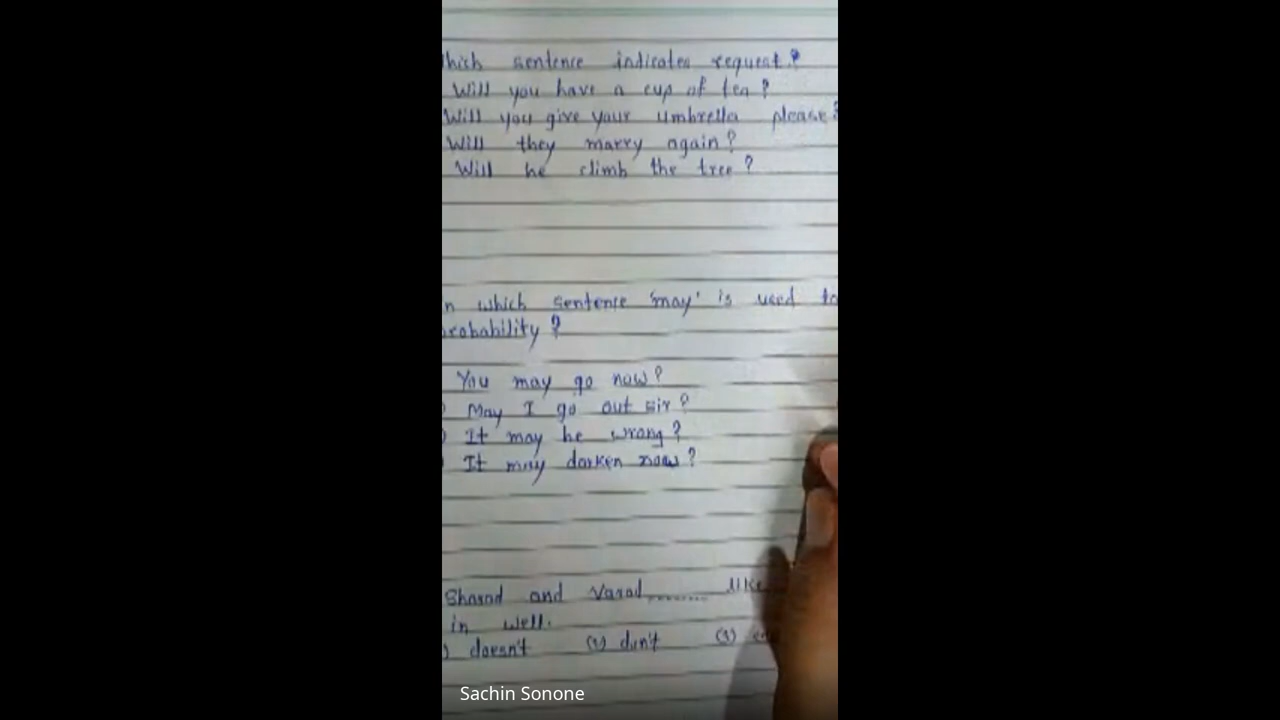 hich sentence indicates request?
Will you have a cup of tea?
Will you give your umbrella please?
Will they marry again?
Will he climb the tree?
n which sentence 'may' is used to
robability?
You may go now?
) May I go out sir?
) It may be wrong?
) It may darken now?
Sharad and Varad........ like
in well.
) doesn't (2) don't (3)
Sachin Sonone